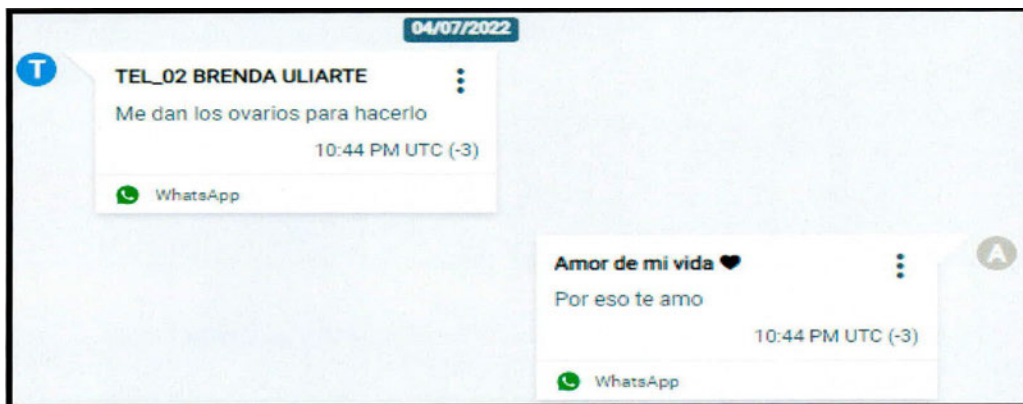 04/07/2022
T
TEL_02 BRENDA ULIARTE
Me dan los ovarios para hacerlo
10:44 PM UTC (-3)
WhatsApp
A
Amor de mi vida 🖤
Por eso te amo
10:44 PM UTC (-3)
WhatsApp